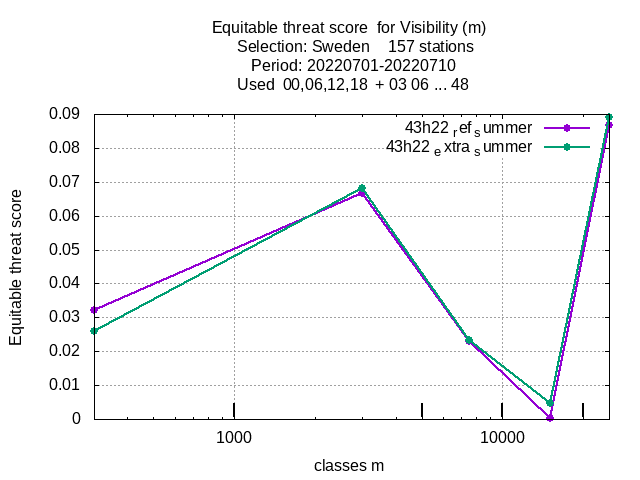 Equitable threat score  for Visibility (m)
Selection: Sweden    157 stations
Period: 20220701-20220710
Used  00,06,12,18  + 03 06 ... 48
43h22 ref summer
43h22 extra summer
Equitable threat score
0.09
0.08
0.07
0.06
0.05
0.04
0.03
0.02
0.01
0
1000
10000
classes m